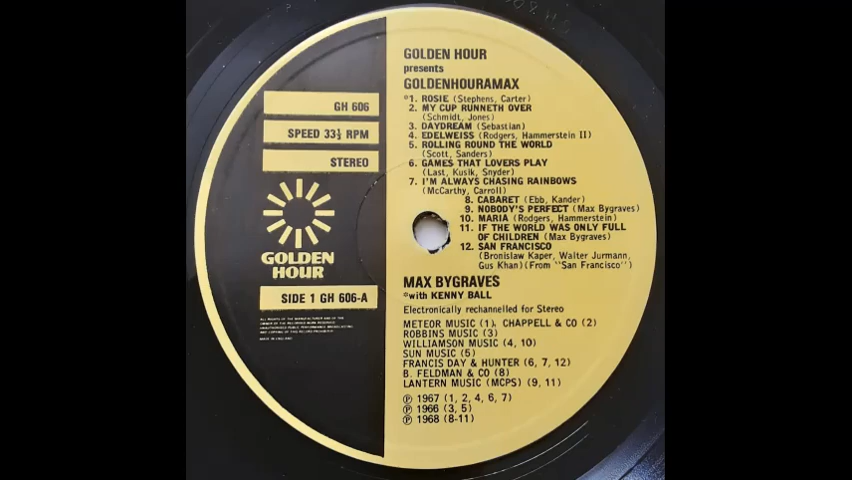 GH 606
SPEED 33⅓ RPM
STEREO
GOLDEN
HOUR
SIDE 1 GH 606-A
MADE IN ENGLAND
GOLDEN HOUR
presents
GOLDENHOURAMAX
*1. ROSIE (Stephens, Carter)
2. MY CUP RUNNETH OVER
(Schmidt, Jones)
3. DAYDREAM (Sebastian)
4. EDELWEISS (Rodgers, Hammerstein II)
5. ROLLING ROUND THE WORLD
(Scott, Sanders)
6. GAMES THAT LOVERS PLAY
(Last, Kusik, Snyder)
7. I'M ALWAYS CHASING RAINBOWS
(McCarthy, Carroll)
8. CABARET (Ebb, Kander)
9. NOBODY'S PERFECT (Max Bygraves)
10. MARIA (Rodgers, Hammerstein)
11. IF THE WORLD WAS ONLY FULL
OF CHILDREN (Max Bygraves)
12. SAN FRANCISCO
(Bronislaw Kaper, Walter Jurmann,
Gus Khan) (From "San Francisco")
MAX BYGRAVES
*with KENNY BALL
Electronically rechannelled for Stereo
METEOR MUSIC (1), CHAPPELL & CO (2)
ROBBINS MUSIC (3)
WILLIAMSON MUSIC (4, 10)
SUN MUSIC (5)
FRANCIS DAY & HUNTER (6, 7, 12)
B. FELDMAN & CO (8)
LANTERN MUSIC (MCPS) (9, 11)
℗ 1967 (1, 2, 4, 6, 7)
℗ 1966 (3, 5)
℗ 1968 (8-11)